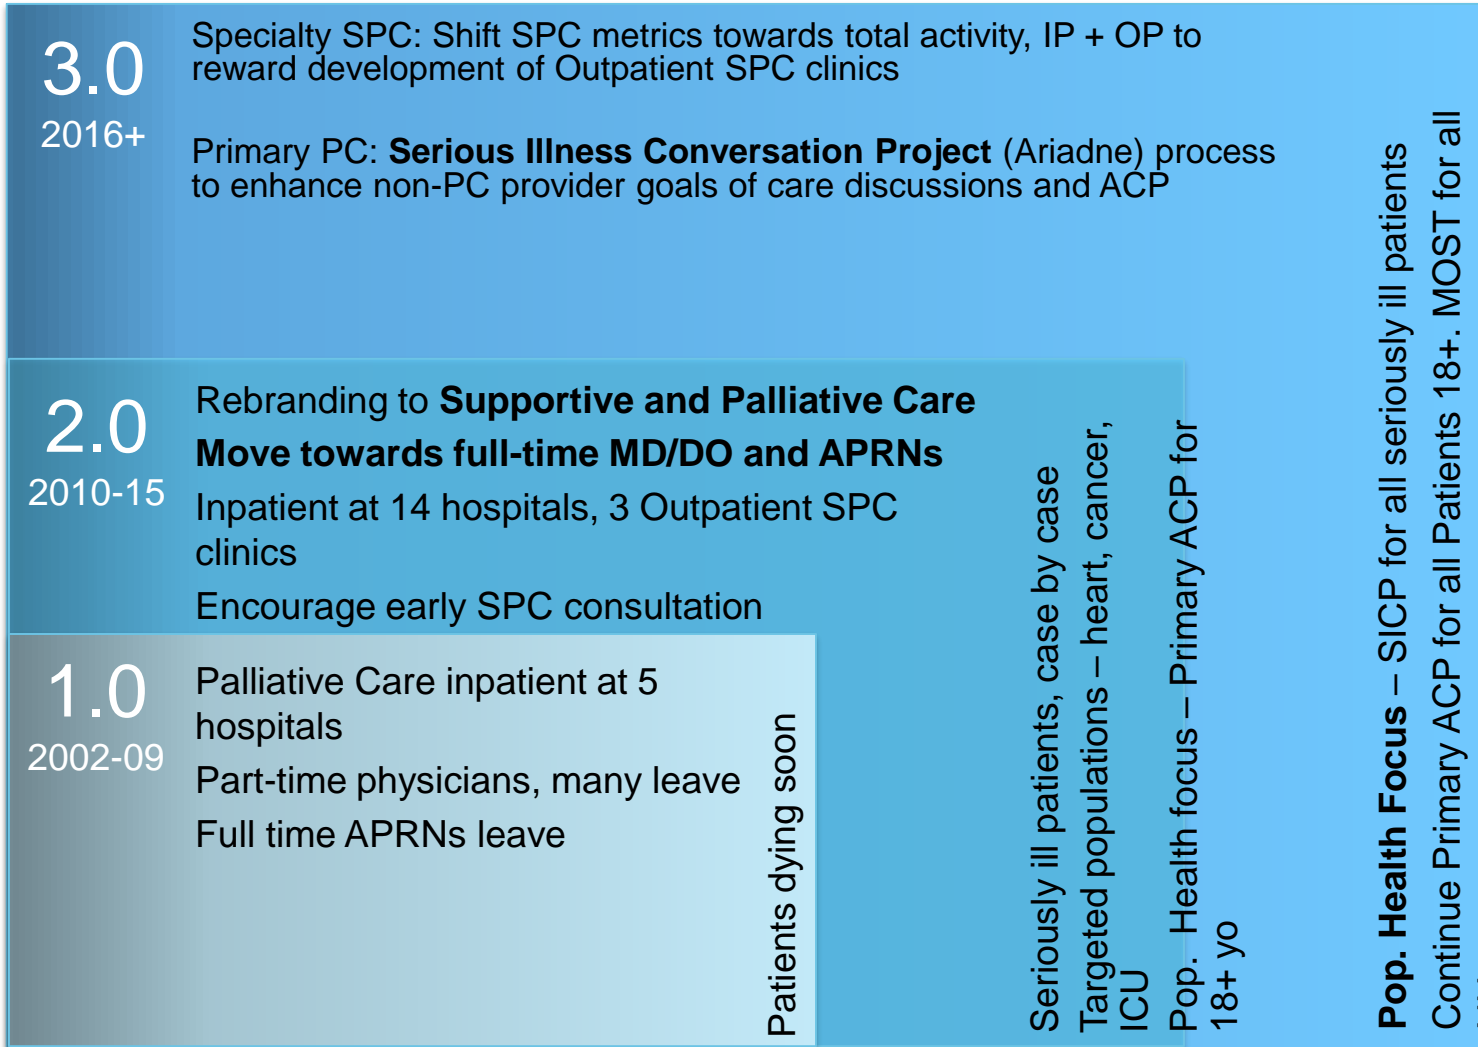 3.0
2016+
Specialty SPC: Shift SPC metrics towards total activity, IP + OP to
reward development of Outpatient SPC clinics
Primary PC: Serious Illness Conversation Project (Ariadne) process
to enhance non-PC provider goals of care discussions and ACP
Pop. Health Focus – SICP for all seriously ill patients
Continue Primary ACP for all Patients 18+. MOST for all
2.0
2010-15
Rebranding to Supportive and Palliative Care
Move towards full-time MD/DO and APRNs
Inpatient at 14 hospitals, 3 Outpatient SPC
clinics
Encourage early SPC consultation
Seriously ill patients, case by case
Targeted populations – heart, cancer,
ICU
Pop. Health focus – Primary ACP for
18+ yo
1.0
2002-09
Palliative Care inpatient at 5
hospitals
Part-time physicians, many leave
Full time APRNs leave
Patients dying soon